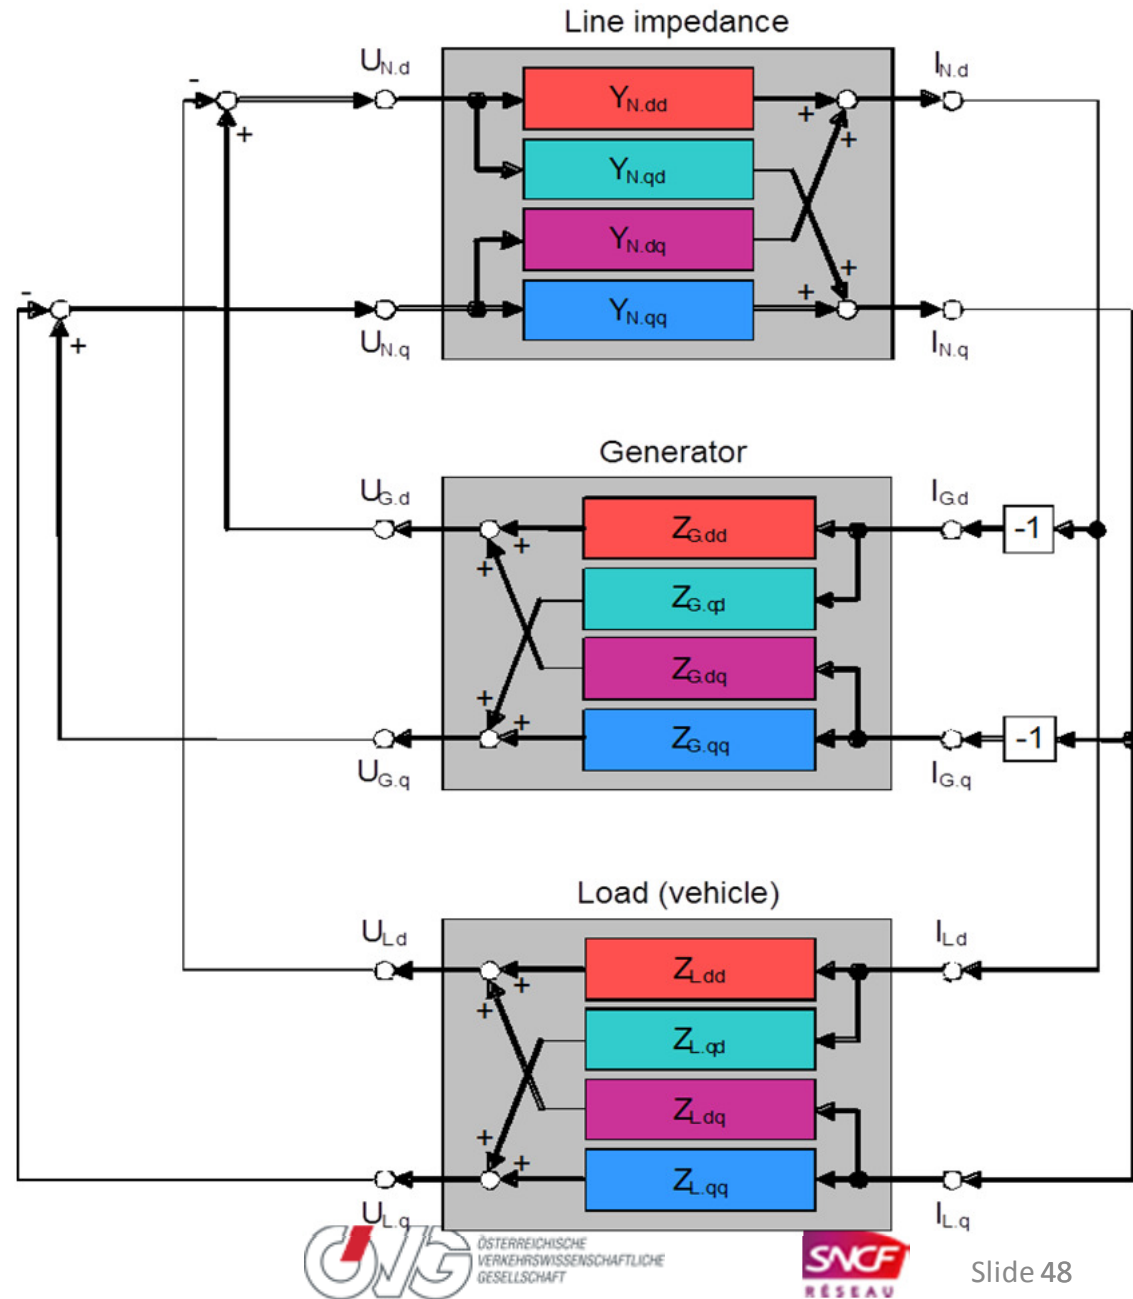 Line impedance
U_N.d
I_N.d
-
+
Y_N.dd
+
+
Y_N.qd
Y_N.dq
+
+
-
+
Y_N.qq
U_N.q
I_N.q
Generator
U_G.d
I_G.d
Z_G.dd
-1
+
+
Z_G.qd
Z_G.dq
+
+
Z_G.qq
-1
U_G.q
I_G.q
Load (vehicle)
U_L.d
I_L.d
Z_L.dd
+
+
Z_L.qd
Z_L.dq
+
+
Z_L.qq
U_L.q
I_L.q
ÖVG
ÖSTERREICHISCHE
VERKEHRSWISSENSCHAFTLICHE
GESELLSCHAFT
SNCF
RÉSEAU
Slide 48